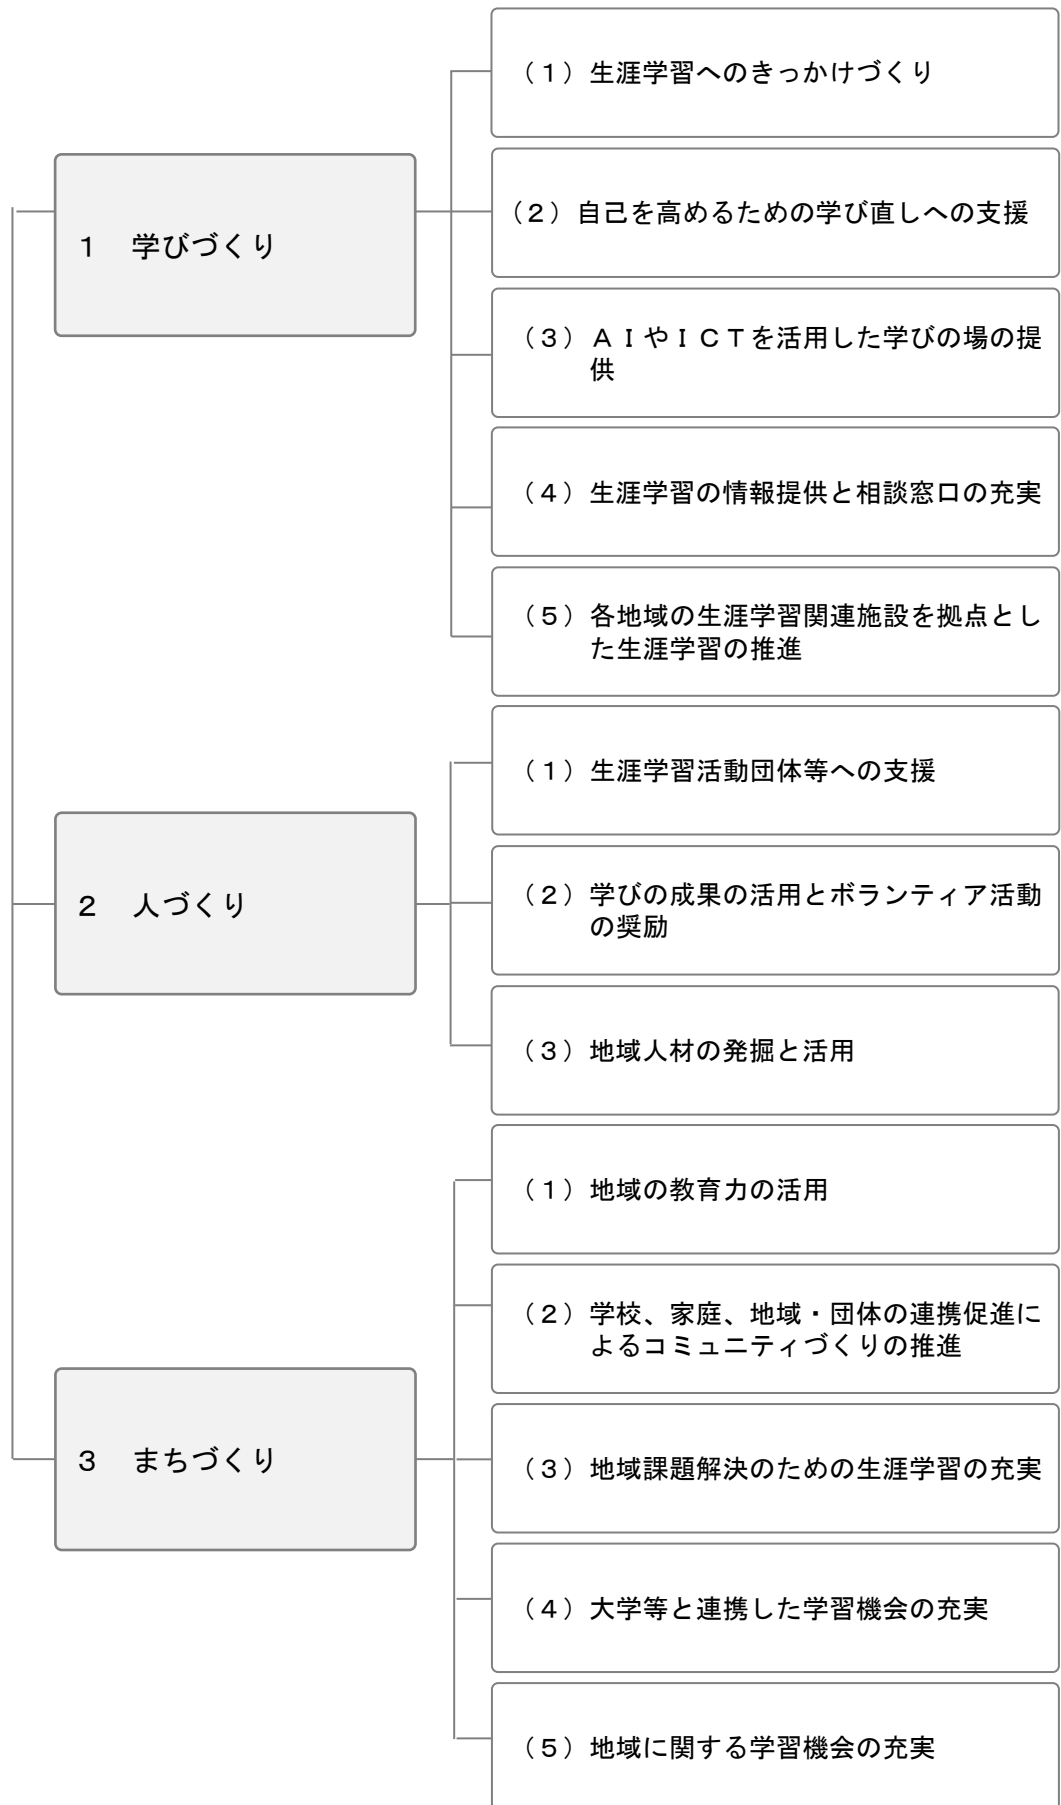 １　学びづくり
（１）生涯学習へのきっかけづくり
（２）自己を高めるための学び直しへの支援
（３）ＡＩやＩＣＴを活用した学びの場の提
供
（４）生涯学習の情報提供と相談窓口の充実
（５）各地域の生涯学習関連施設を拠点とし
た生涯学習の推進
２　人づくり
（１）生涯学習活動団体等への支援
（２）学びの成果の活用とボランティア活動
の奨励
（３）地域人材の発掘と活用
３　まちづくり
（１）地域の教育力の活用
（２）学校、家庭、地域・団体の連携促進に
よるコミュニティづくりの推進
（３）地域課題解決のための生涯学習の充実
（４）大学等と連携した学習機会の充実
（５）地域に関する学習機会の充実